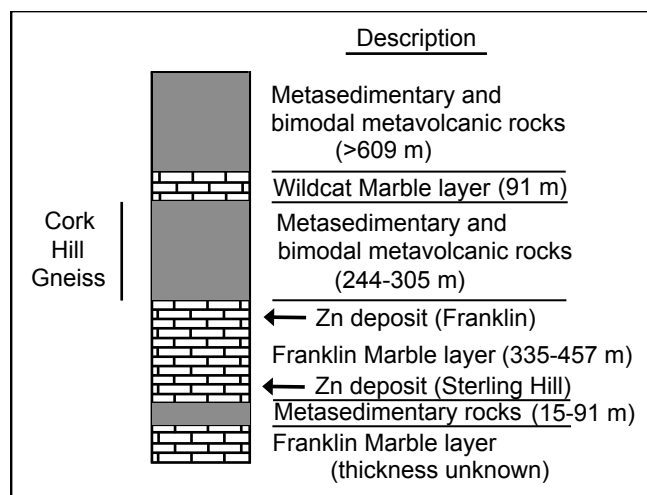 Description
Metasedimentary and
bimodal metavolcanic rocks
(>609 m)
Wildcat Marble layer (91 m)
Cork
Hill
Gneiss
Metasedimentary and
bimodal metavolcanic rocks
(244-305 m)
Zn deposit (Franklin)
Franklin Marble layer (335-457 m)
Zn deposit (Sterling Hill)
Metasedimentary rocks (15-91 m)
Franklin Marble layer
(thickness unknown)